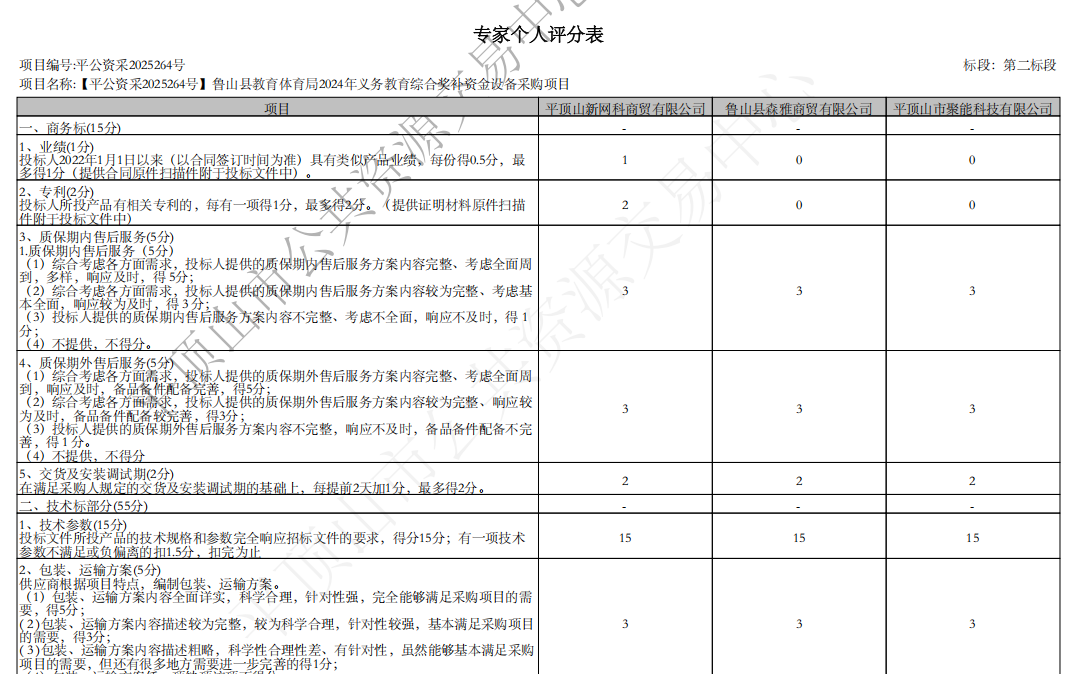 专家个人评分表
项目编号:平公资采2025264号
标段：第二标段
项目名称:【平公资采2025264号】鲁山县教育体育局2024年义务教育综合奖补资金设备采购项目
项目 平顶山新网科商贸有限公司 鲁山县森雅商贸有限公司 平顶山市聚能科技有限公司
一、商务标(15分) - - -
1、业绩(1分)
投标人2022年1月1日以来（以合同签订时间为准）具有类似产品业绩，每份得0.5分，最
多得1分（提供合同原件扫描件附于投标文件中）。
1 0 0
2、专利(2分)
投标人所投产品有相关专利的，每有一项得1分，最多得2分。（提供证明材料原件扫描
件附于投标文件中）
2 0 0
3、质保期内售后服务(5分)
1.质保期内售后服务（5分）
（1）综合考虑各方面需求，投标人提供的质保期内售后服务方案内容完整、考虑全面周
到，多样，响应及时，得 5分；
（2）综合考虑各方面需求，投标人提供的质保期内售后服务方案内容较为完整、考虑基
本全面，响应较为及时，得 3 分；
（3）投标人提供的质保期内售后服务方案内容不完整、考虑不全面，响应不及时，得 1
分；
（4）不提供，不得分。
3 3 3
4、质保期外售后服务(5分)
（1）综合考虑各方面需求，投标人提供的质保期外售后服务方案内容完整、考虑全面周
到，响应及时，备品备件配备完善，得5分；
（2）综合考虑各方面需求，投标人提供的质保期外售后服务方案内容较为完整、响应较
为及时，备品备件配备较完善，得3分；
（3）投标人提供的质保期外售后服务方案内容不完整，响应不及时，备品备件配备不完
善，得 1 分。
（4）不提供，不得分
3 3 3
5、交货及安装调试期(2分)
在满足采购人规定的交货及安装调试期的基础上，每提前2天加1分，最多得2分。
2 2 2
二、技术标部分(55分) - - -
1、技术参数(15分)
投标文件所投产品的技术规格和参数完全响应招标文件的要求，得分15分；有一项技术
参数不满足或负偏离的扣1.5分，扣完为止
15 15 15
2、包装、运输方案(5分)
供应商根据项目特点，编制包装、运输方案。
（1）包装、运输方案内容全面详实，科学合理，针对性强，完全能够满足采购项目的需
要，得5分；
(2)包装、运输方案内容描述较为完整，较为科学合理，针对性较强，基本满足采购项目
的需要，得3分；
(3)包装、运输方案内容描述粗略，科学性合理性差、有针对性，虽然能够基本满足采购
项目的需要，但还有很多地方需要进一步完善的得1分；
3 3 3
平顶山市公共资源交易中心
平顶山市公共资源交易中心